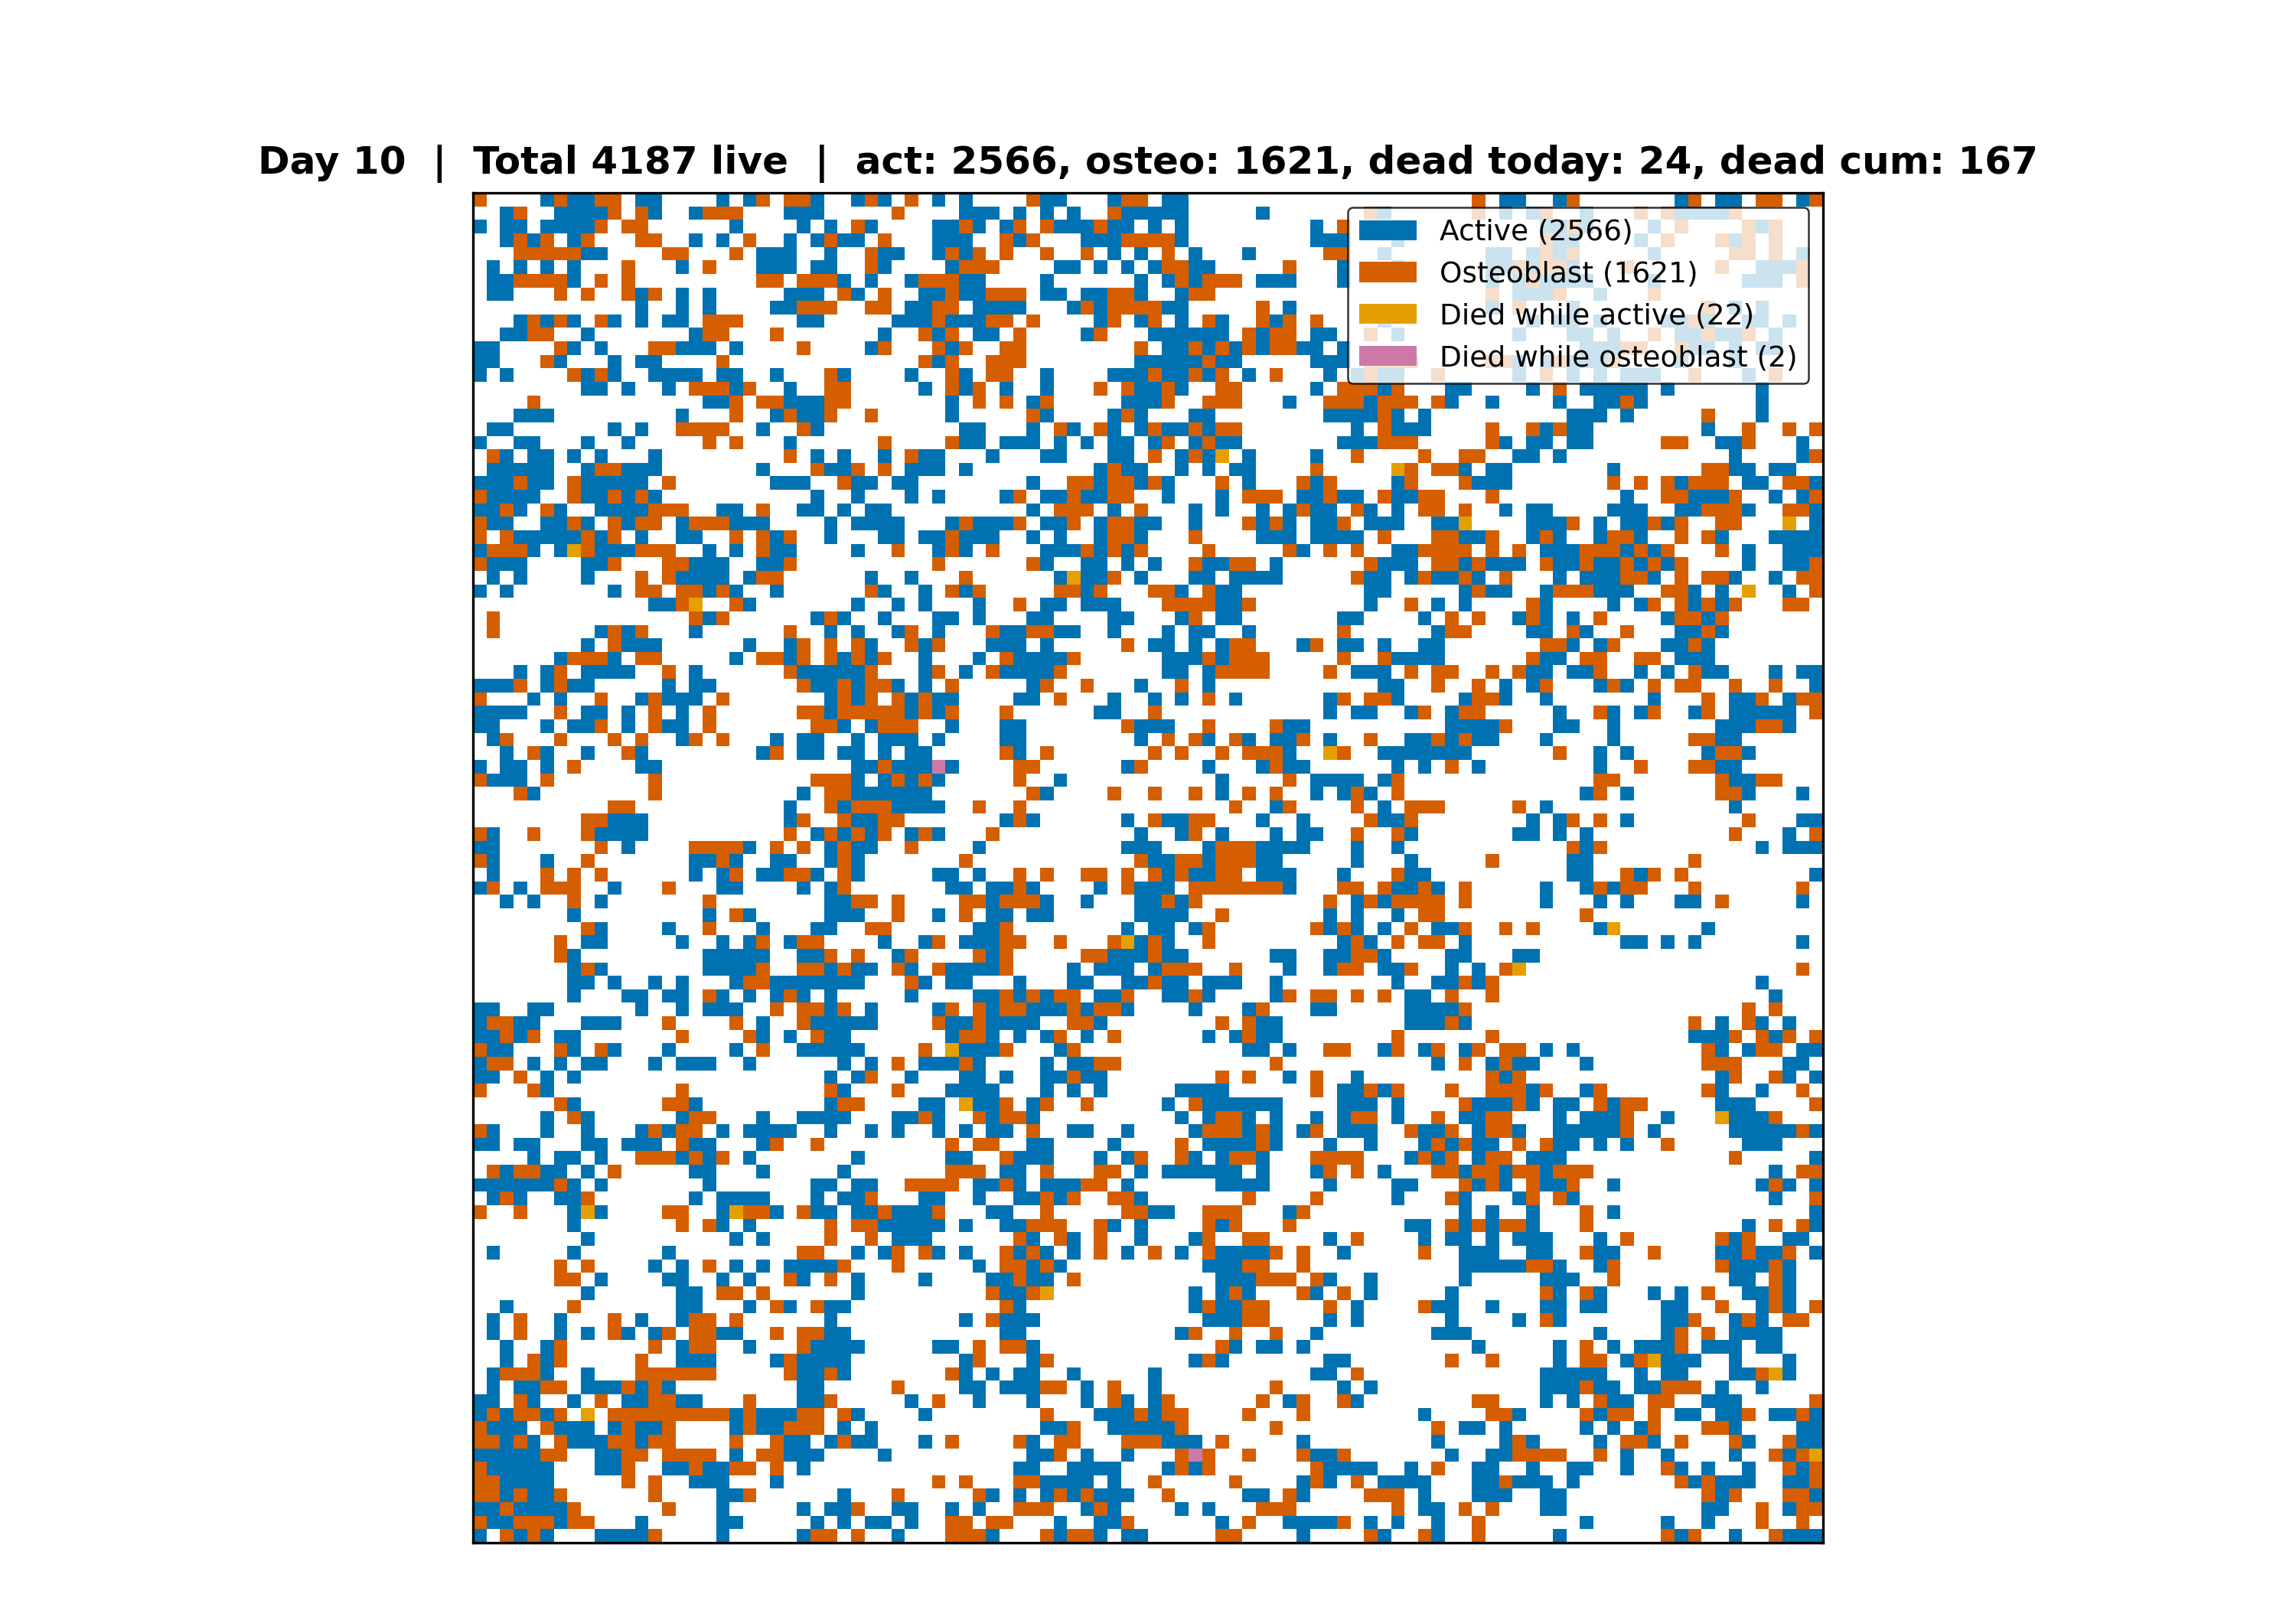 Day 10 | Total 4187 live | act: 2566, osteo: 1621, dead today: 24, dead cum: 167
Active (2566)
Osteoblast (1621)
Died while active (22)
Died while osteoblast (2)